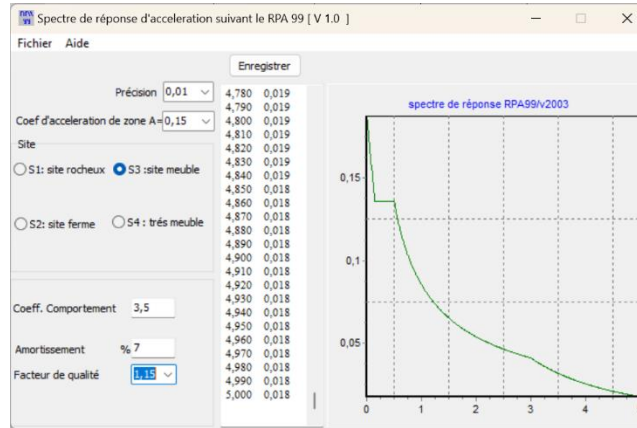 RPA 99 Spectre de réponse d'acceleration suivant le RPA 99 [ V 1.0 ]
Fichier Aide
Enregistrer
Précision 0,01
Coef d'acceleration de zone A= 0,15
Site
S1: site rocheux S3 :site meuble
S2: site ferme S4 : trés meuble
Coeff. Comportement 3,5
Amortissement % 7
Facteur de qualité 1,15
4,780 0,019
4,790 0,019
4,800 0,019
4,810 0,019
4,820 0,019
4,830 0,019
4,840 0,019
4,850 0,018
4,860 0,018
4,870 0,018
4,880 0,018
4,890 0,018
4,900 0,018
4,910 0,018
4,920 0,018
4,930 0,018
4,940 0,018
4,950 0,018
4,960 0,018
4,970 0,018
4,980 0,018
4,990 0,018
5,000 0,018
spectre de réponse RPA99/v2003
0,15
0,1
0,05
0 1 2 3 4